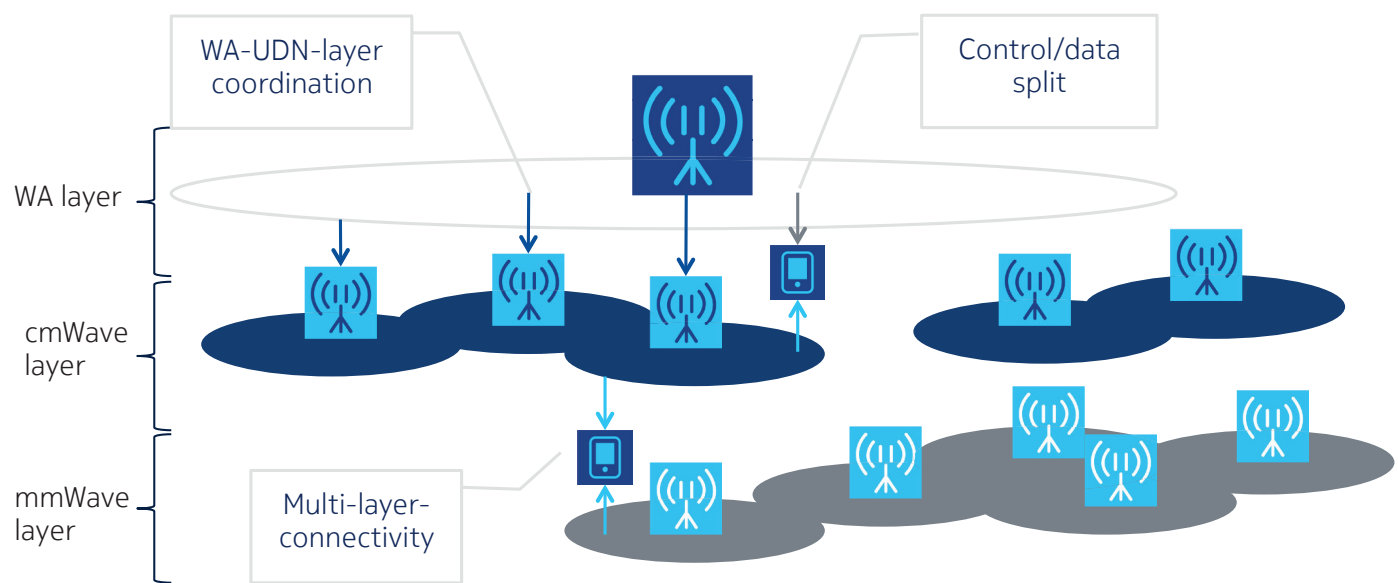 WA-UDN-layer
coordination
Control/data
split
WA layer
cmWave
layer
mmWave
layer
Multi-layer-
connectivity